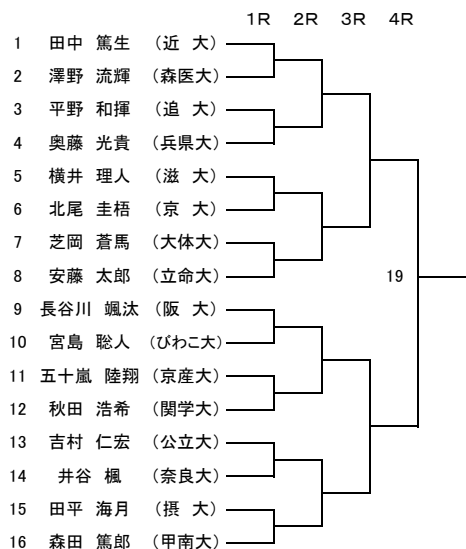 1R 2R 3R 4R
1 田中 篤生 (近 大)
2 澤野 流輝 (森医大)
3 平野 和揮 (追 大)
4 奥藤 光貴 (兵県大)
5 横井 理人 (滋 大)
6 北尾 圭梧 (京 大)
7 芝岡 蒼馬 (大体大)
8 安藤 太郎 (立命大)
19
9 長谷川 颯汰 (阪 大)
10 宮島 聡人 (びわこ大)
11 五十嵐 陸翔 (京産大)
12 秋田 浩希 (関学大)
13 吉村 仁宏 (公立大)
14 井谷 楓 (奈良大)
15 田平 海月 (摂 大)
16 森田 篤郎 (甲南大)